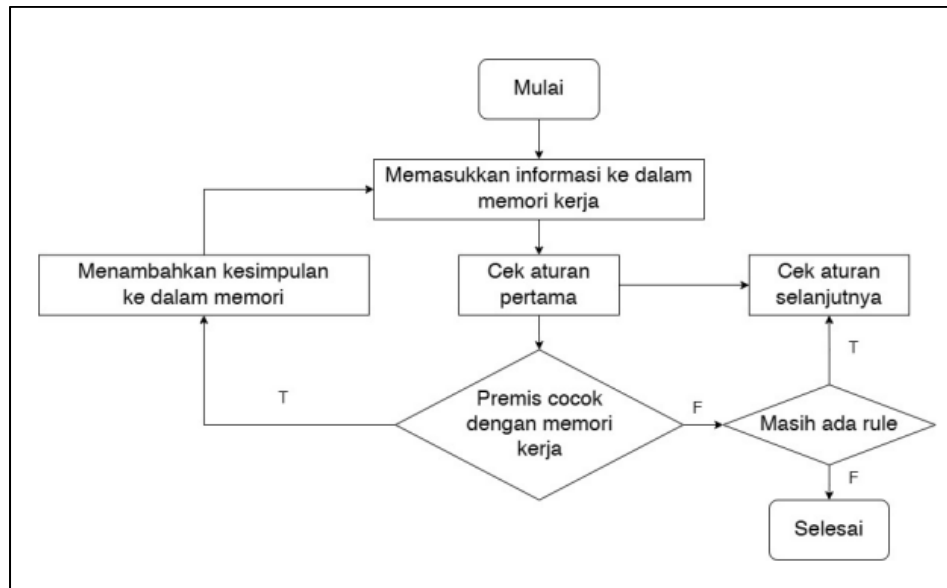 Mulai
Memasukkan informasi ke dalam
memori kerja
Menambahkan kesimpulan
ke dalam memori
Cek aturan
pertama
Cek aturan
selanjutnya
T
Premis cocok
dengan memori
kerja
F
T
Masih ada rule
F
Selesai